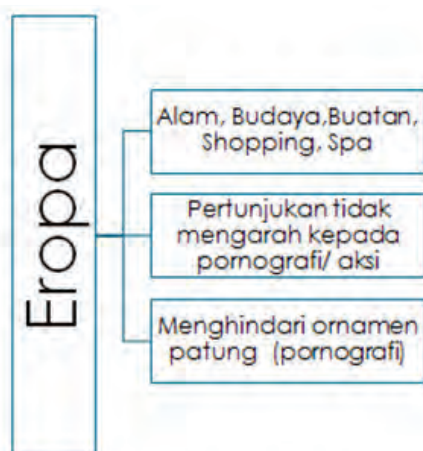 Eropa
Alam, Budaya,Buatan,
Shopping, Spa
Pertunjukan tidak
mengarah kepada
pornografi/ aksi
Menghindari ornamen
patung (pornografi)